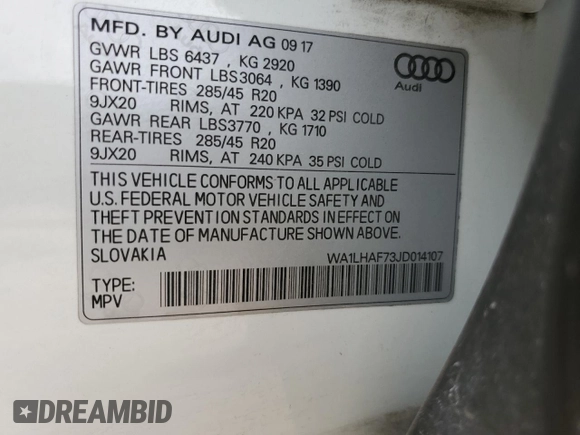 MFD. BY AUDI AG 09 17
GVWR LBS 6437 , KG 2920
GAWR FRONT LBS3064 , KG 1390
FRONT-TIRES 285/45 R20
9JX20 RIMS, AT 220 KPA 32 PSI COLD
GAWR REAR LBS3770 , KG 1710
REAR-TIRES 285/45 R20
9JX20 RIMS, AT 240 KPA 35 PSI COLD
Audi
THIS VEHICLE CONFORMS TO ALL APPLICABLE
U.S. FEDERAL MOTOR VEHICLE SAFETY AND
THEFT PREVENTION STANDARDS IN EFFECT ON
THE DATE OF MANUFACTURE SHOWN ABOVE.
SLOVAKIA WA1LHAF73JD014107
TYPE:
MPV
DREAMBID